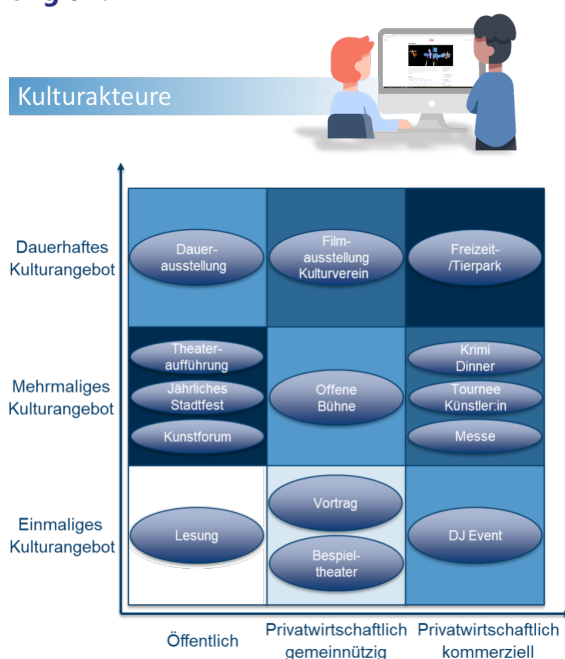 Kulturakteure
Dauerhaftes
Kulturangebot
Dauer-
ausstellung
Film-
ausstellung
Kulturverein
Freizeit-
/Tierpark
Mehrmaliges
Kulturangebot
Theater-
aufführung
Jährliches
Stadtfest
Kunstforum
Offene
Bühne
Krimi
Dinner
Tournee
Künstler:in
Messe
Einmaliges
Kulturangebot
Lesung
Vortrag
Bespiel-
theater
DJ Event
Öffentlich
Privatwirtschaftlich
gemeinnützig
Privatwirtschaftlich
kommerziell